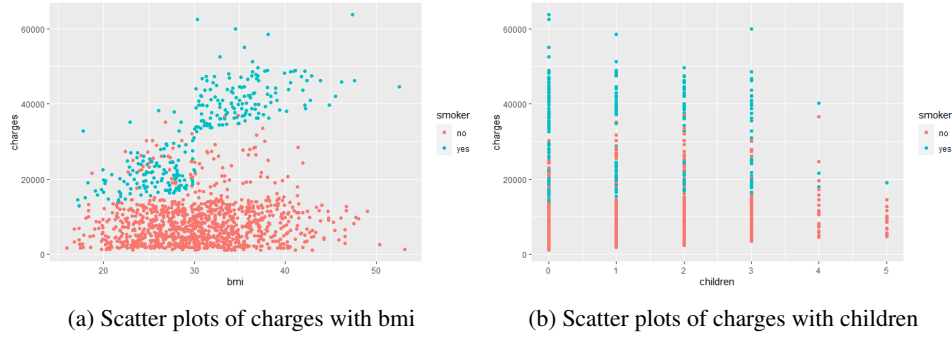 60000
40000
20000
0
charges
20
30
40
50
bmi
smoker
no
yes
60000
40000
20000
0
charges
0
1
2
3
4
5
children
smoker
no
yes
(a) Scatter plots of charges with bmi
(b) Scatter plots of charges with children